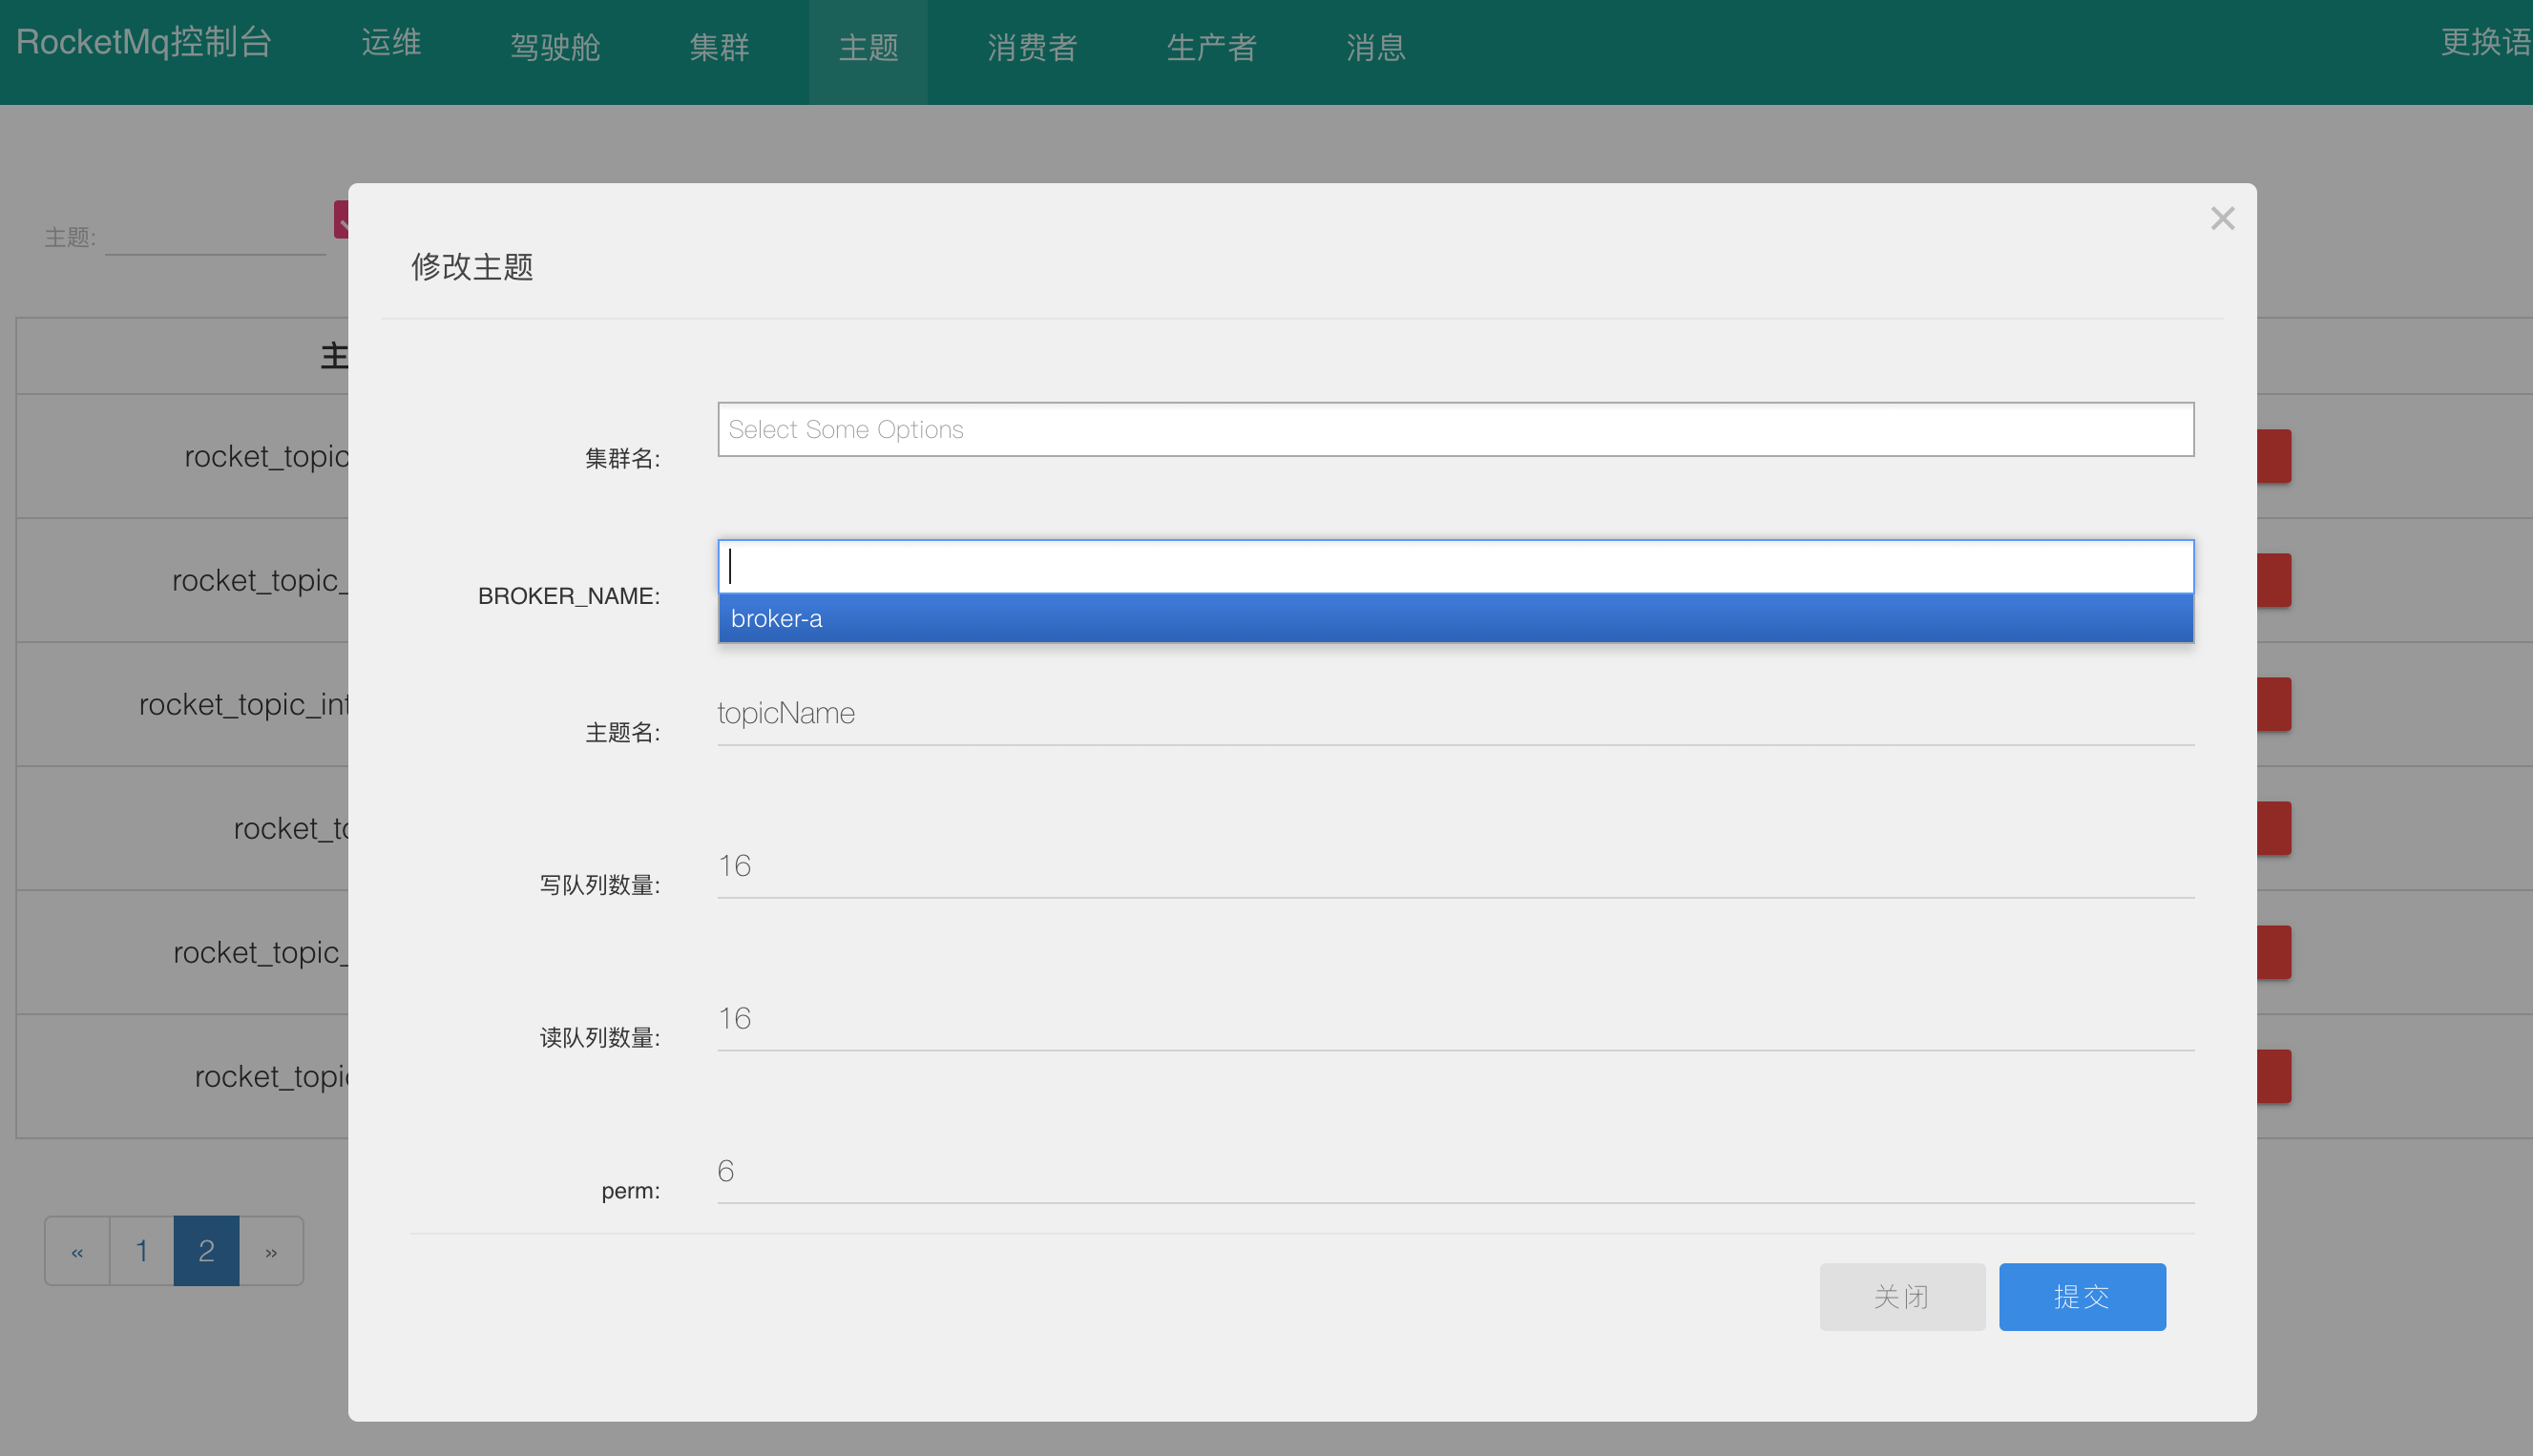 RocketMq控制台 运维 驾驶舱 集群 主题 消费者 生产者 消息 更换语
主题:
修改主题
主
集群名: Select Some Options
rocket_topic
BROKER_NAME:
broker-a
rocket_topic_
rocket_topic_int
主题名: topicName
rocket_to
写队列数量: 16
rocket_topic_
读队列数量: 16
rocket_topic
perm: 6
« 1 2 »
关闭 提交